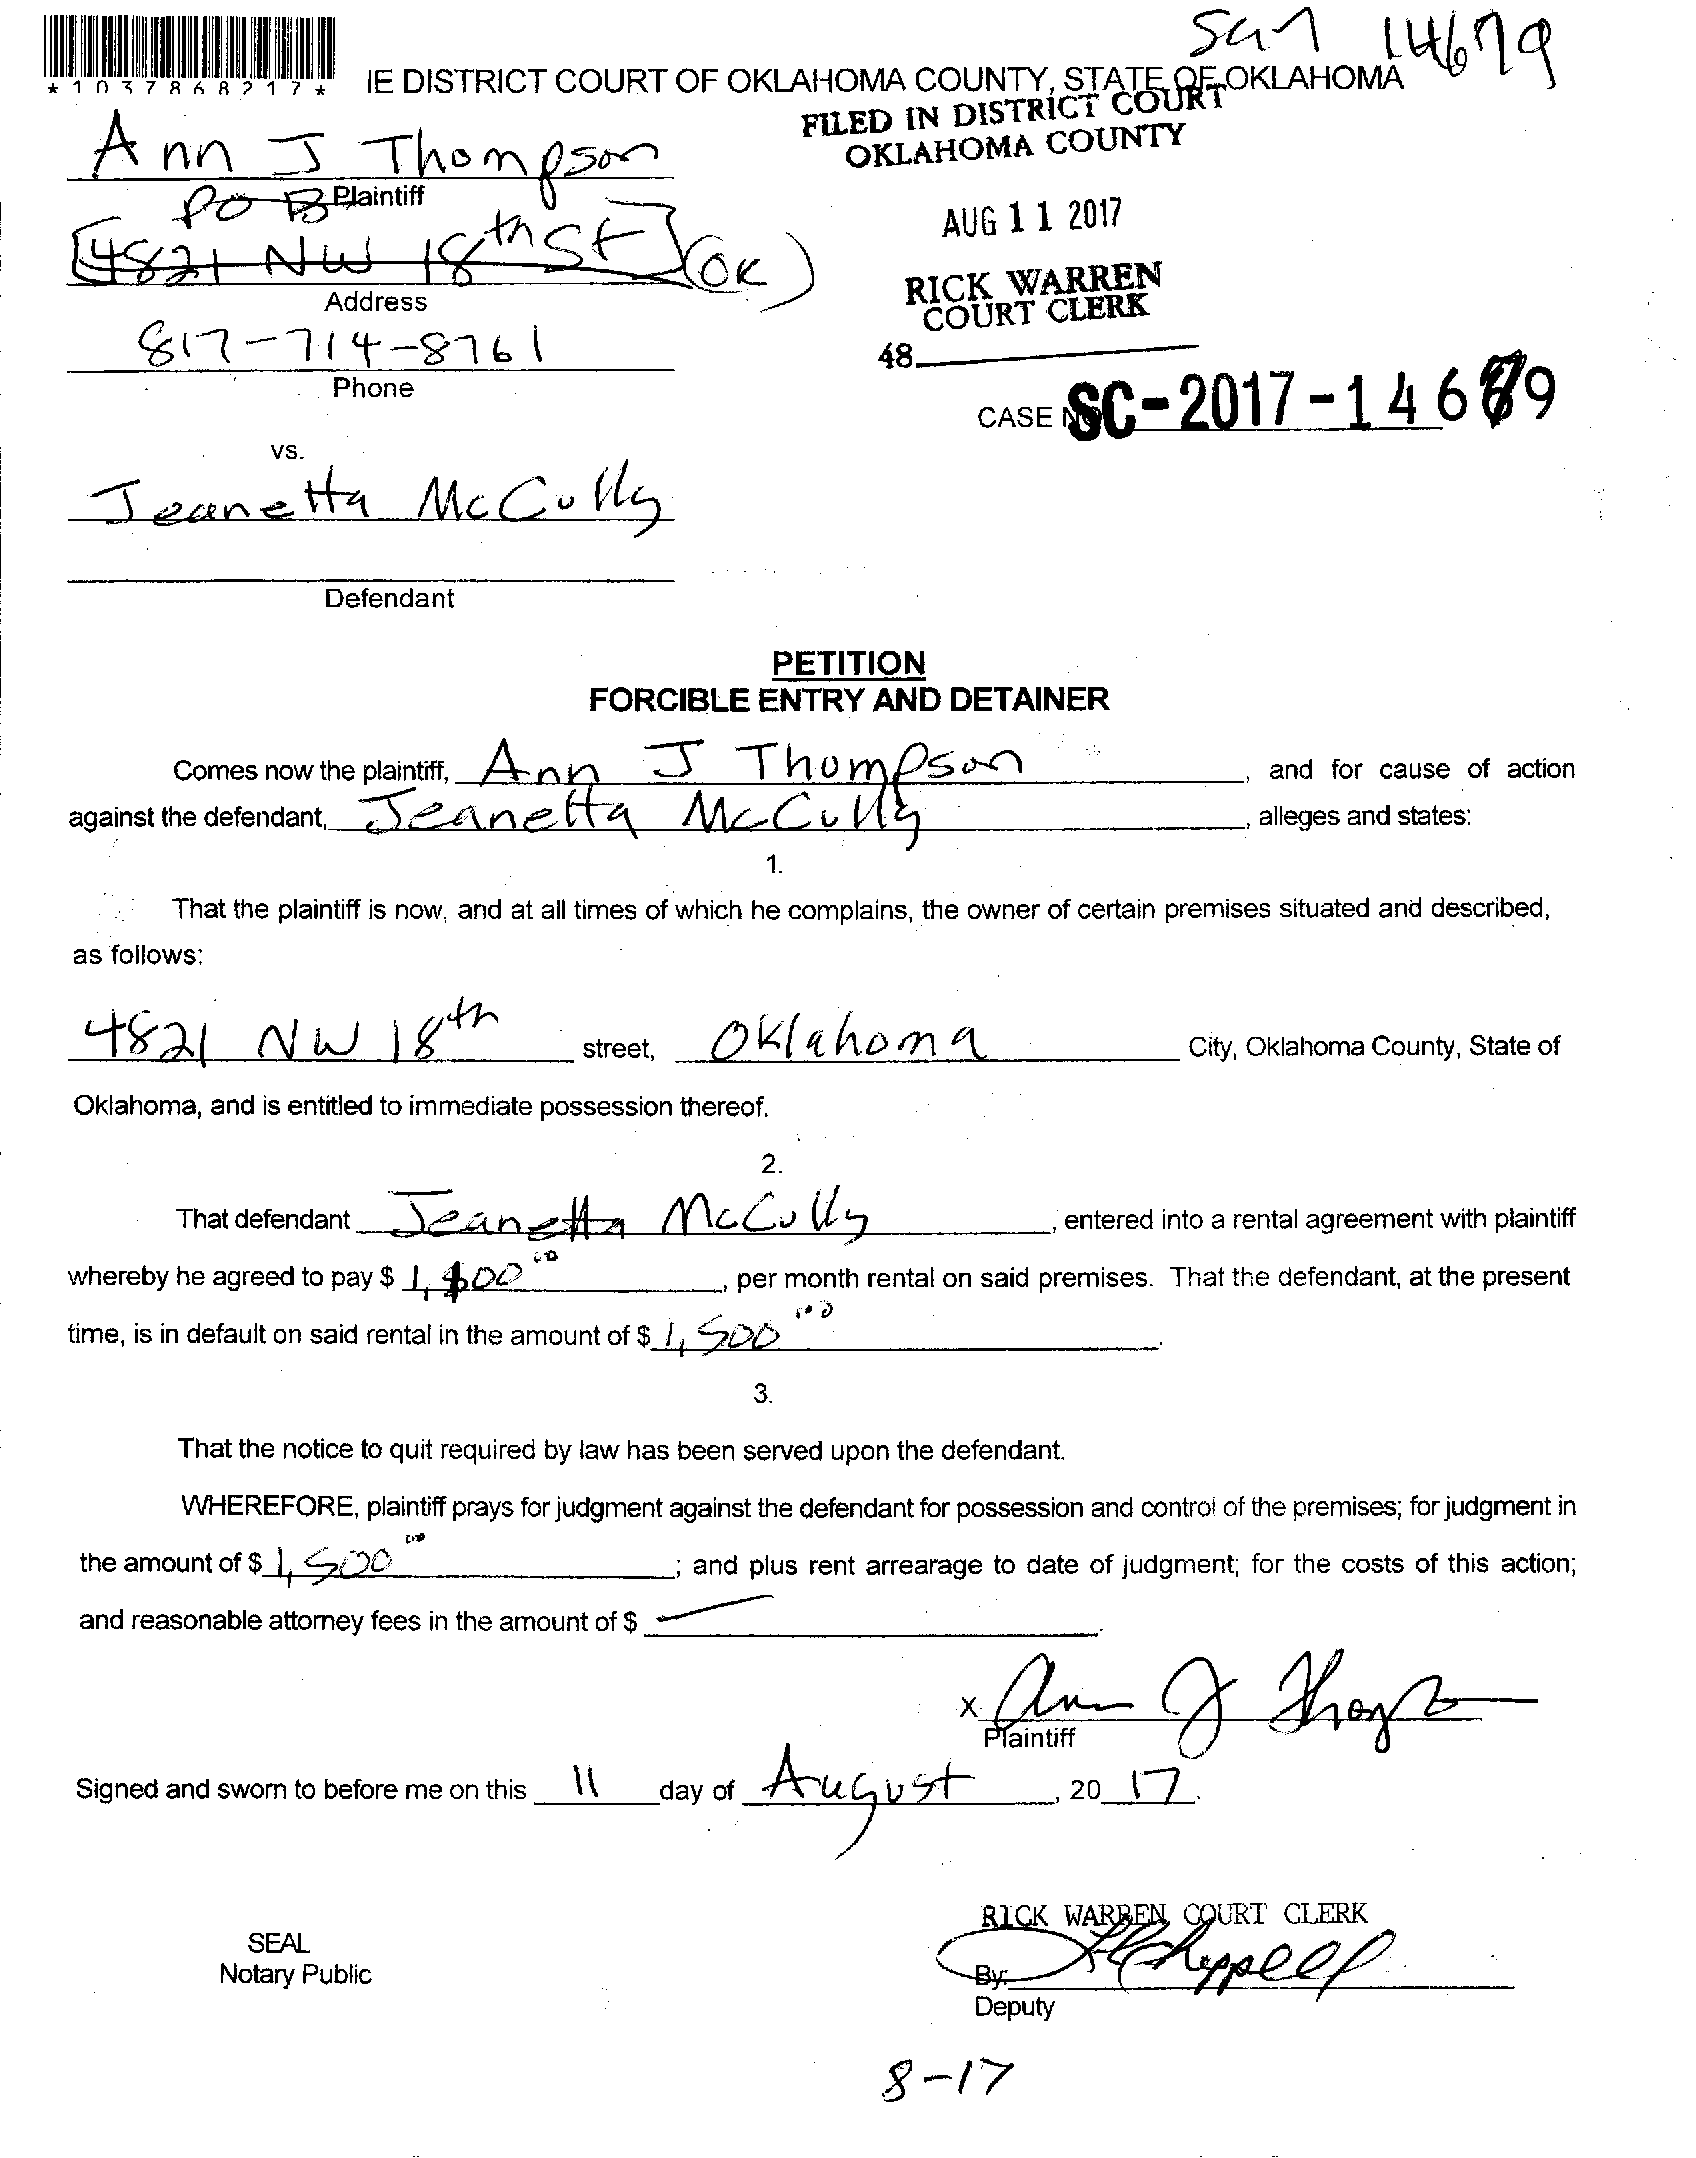 14679
*1037868217*
IE DISTRICT COURT OF OKLAHOMA COUNTY, STATE OF OKLAHOMA
FILED IN DISTRICT COURT
OKLAHOMA COUNTY
Ann J Thompson
Plaintiff
PO B
AUG 11 2017
4821 NW 18th St (OK)
Address
RICK WARREN
COURT CLERK
817-714-8761
Phone
48
CASE SC-2017-14679
vs.
Jeanetta McCully
Defendant
PETITION
FORCIBLE ENTRY AND DETAINER
Comes now the plaintiff, Ann J Thompson, and for cause of action
against the defendant, Jeanetta McCully, alleges and states:
1.
That the plaintiff is now, and at all times of which he complains, the owner of certain premises situated and described,
as follows:
4821 NW 18th street, Oklahoma City, Oklahoma County, State of
Oklahoma, and is entitled to immediate possession thereof.
2.
That defendant Jeanetta McCully, entered into a rental agreement with plaintiff
whereby he agreed to pay $ , per month rental on said premises. That the defendant, at the present
time, is in default on said rental in the amount of $ 1,500 00.
3.
That the notice to quit required by law has been served upon the defendant.
WHEREFORE, plaintiff prays for judgment against the defendant for possession and control of the premises; for judgment in
the amount of $ 1,500 00; and plus rent arrearage to date of judgment; for the costs of this action;
and reasonable attorney fees in the amount of $ —.
X Ann J Thompson
Plaintiff
Signed and sworn to before me on this 11 day of August, 20 17.
RICK WARREN COURT CLERK
SEAL
Notary Public
By:
Deputy
8-17